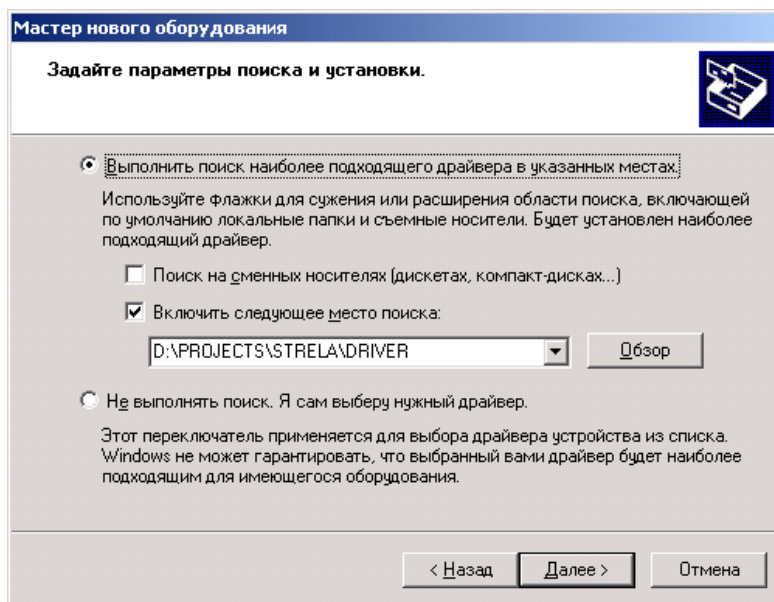 Мастер нового оборудования
Задайте параметры поиска и установки.
Выполнить поиск наиболее подходящего драйвера в указанных местах.
Используйте флажки для сужения или расширения области поиска, включающей
по умолчанию локальные папки и съемные носители. Будет установлен наиболее
подходящий драйвер.
Поиск на сменных носителях (дискетах, компакт-дисках...)
Включить следующее место поиска:
D:\PROJECTS\STRELA\DRIVER
Обзор
Не выполнять поиск. Я сам выберу нужный драйвер.
Этот переключатель применяется для выбора драйвера устройства из списка.
Windows не может гарантировать, что выбранный вами драйвер будет наиболее
подходящим для имеющегося оборудования.
< Назад Далее > Отмена